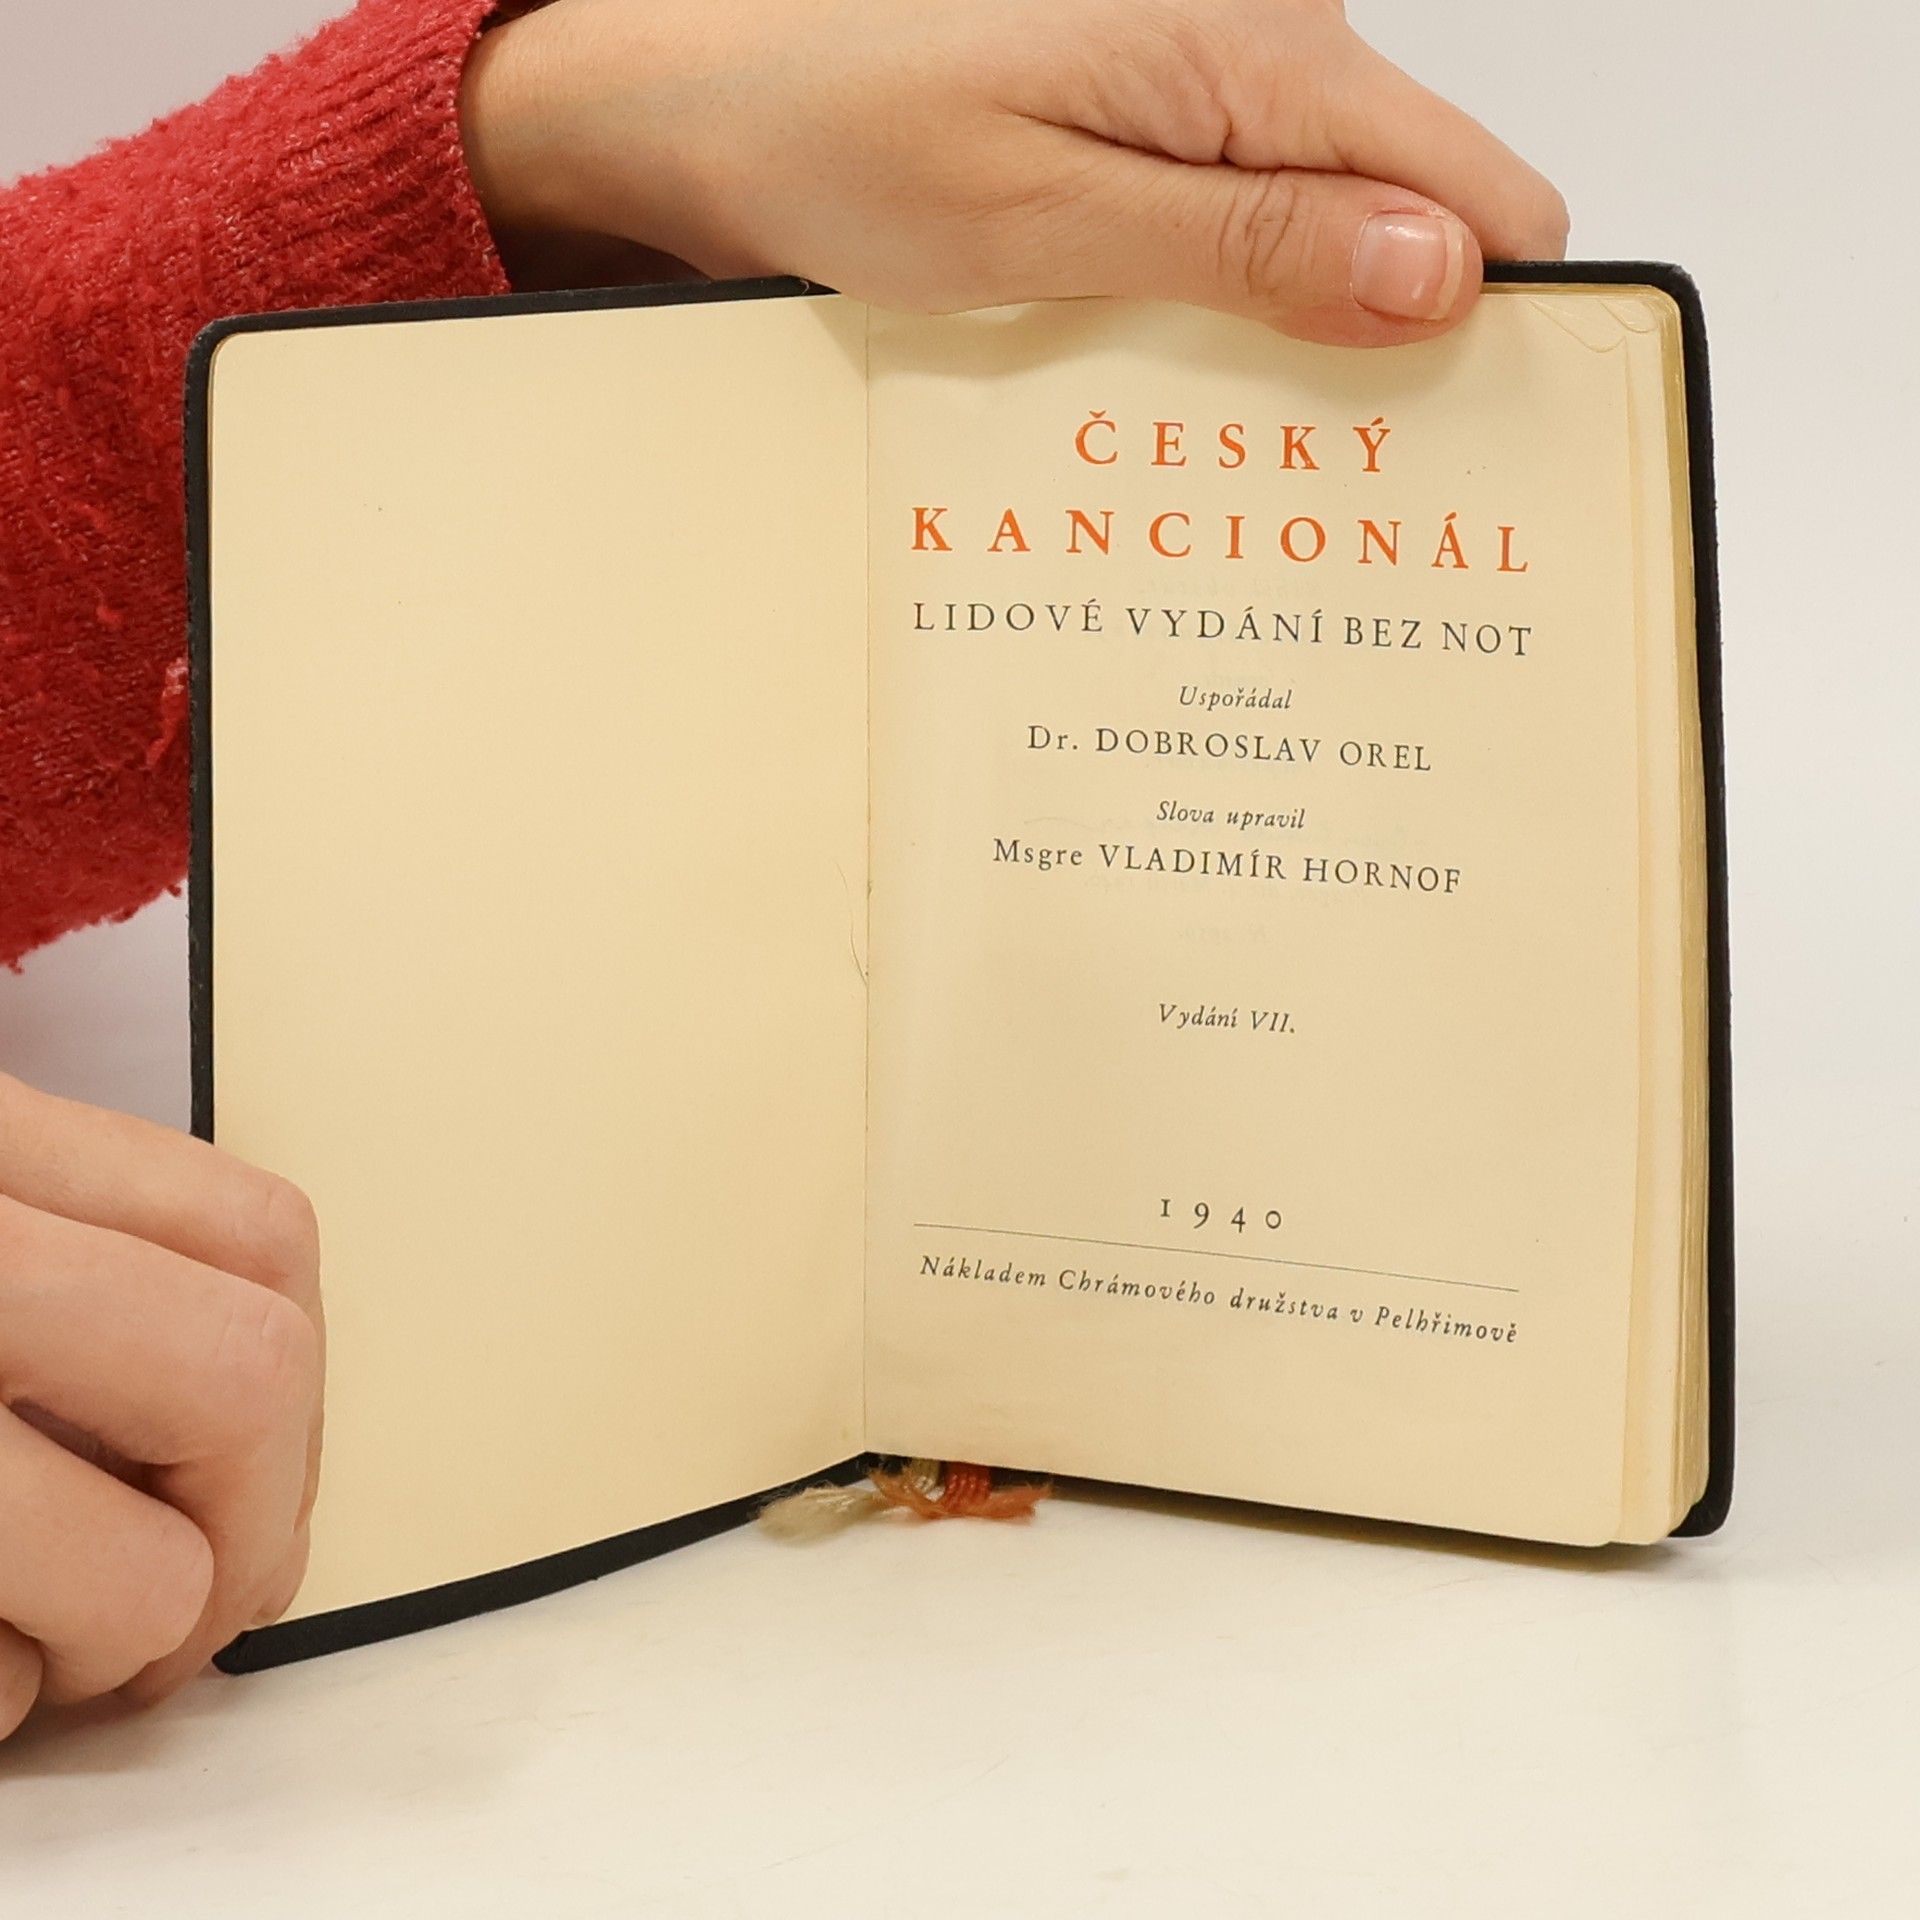 ČESKÝ
KANCIONÁL
LIDOVÉ VYDÁNÍ BEZ NOT
Uspořádal
Dr. DOBROSLAV OREL
Slova upravil
Msgre VLADIMÍR HORNOF
Vydání VII.
1940
Nákladem Chrámového družstva v Pelhřimově